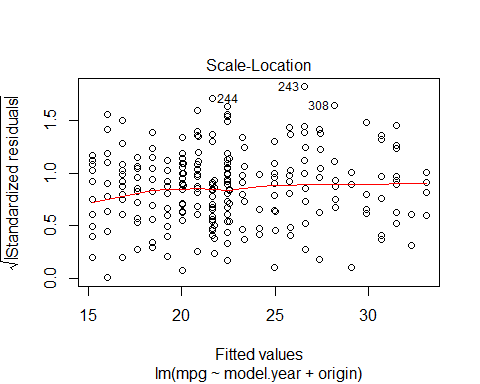 Scale-Location
243
244
308
√|Standardized residuals|
0.0 0.5 1.0 1.5
15 20 25 30
Fitted values
lm(mpg ~ model.year + origin)